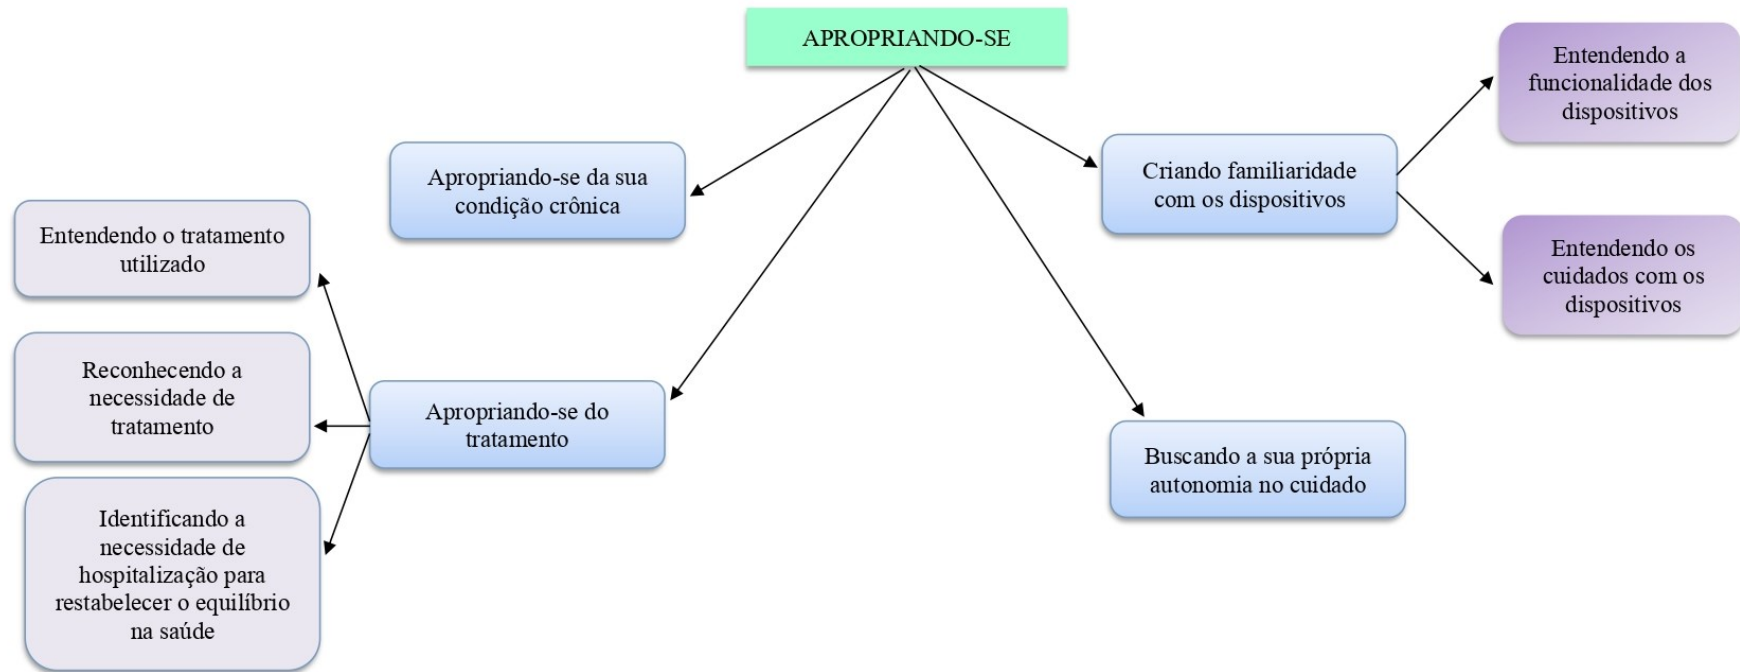 APROPRIANDO-SE
Apropriando-se da sua
condição crônica
Criando familiaridade
com os dispositivos
Entendendo a
funcionalidade dos
dispositivos
Entendendo os
cuidados com os
dispositivos
Entendendo o tratamento
utilizado
Reconhecendo a
necessidade de
tratamento
Identificando a
necessidade de
hospitalização para
restabelecer o equilíbrio
na saúde
Apropriando-se do
tratamento
Buscando a sua própria
autonomia no cuidado